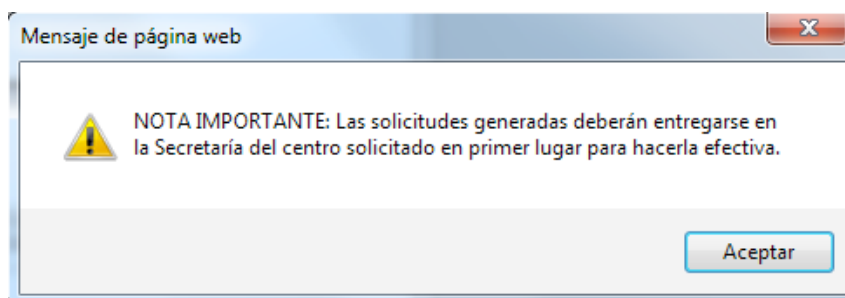 Mensaje de página web
NOTA IMPORTANTE: Las solicitudes generadas deberán entregarse en
la Secretaría del centro solicitado en primer lugar para hacerla efectiva.
Aceptar